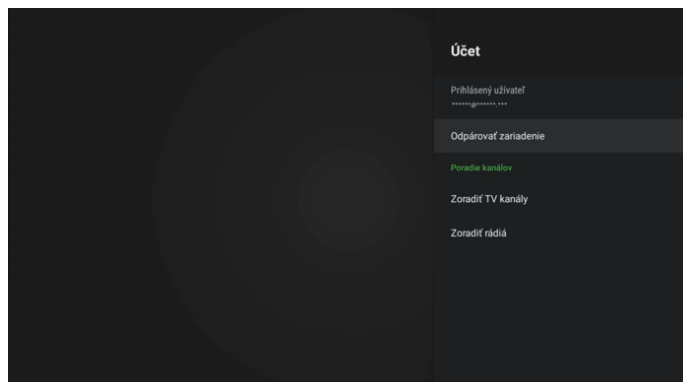 Účet
Prihlásený užívateľ
******@******.***
Odpárovať zariadenie
Poradie kanálov
Zoradiť TV kanály
Zoradiť rádiá